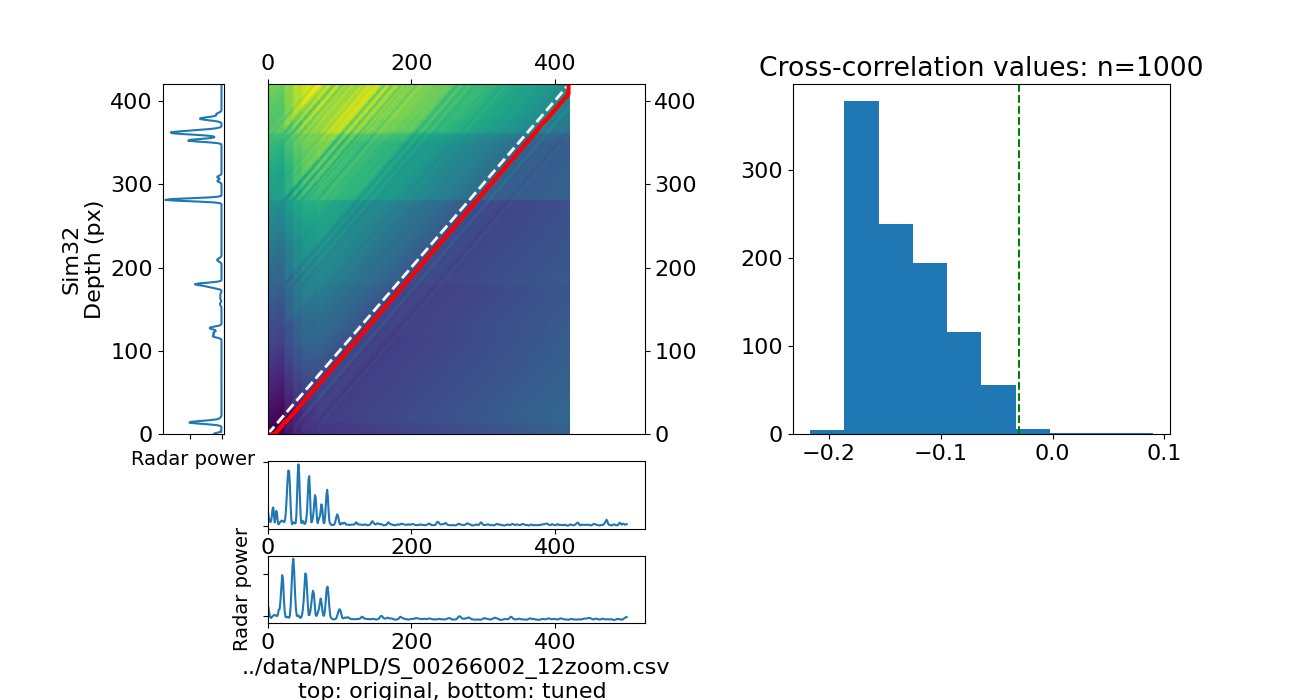 0 200 400
Cross-correlation values: n=1000
400
300
200
100
0
Sim32
Depth (px)
Radar power
400
300
200
100
0
300
200
100
0
−0.2 −0.1 0.0 0.1
0 200 400
Radar power
0 200 400
../data/NPLD/S_00266002_12zoom.csv
top: original, bottom: tuned